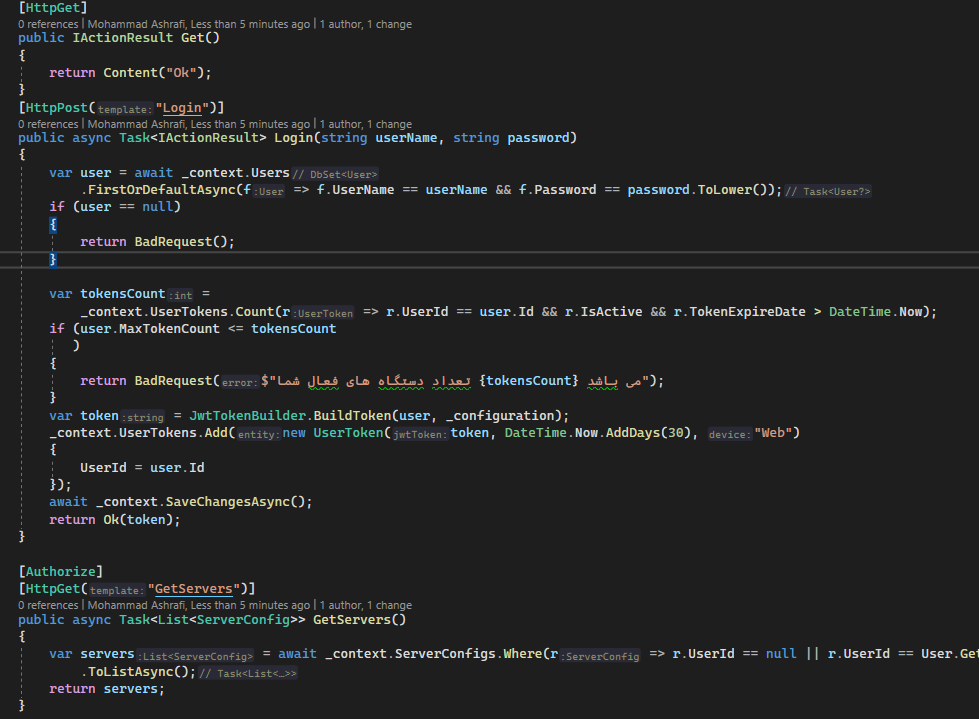 [HttpGet]
0 references | Mohammad Ashrafi, Less than 5 minutes ago | 1 author, 1 change
public IActionResult Get()
{
return Content("Ok");
}
[HttpPost(template:"Login")]
0 references | Mohammad Ashrafi, Less than 5 minutes ago | 1 author, 1 change
public async Task<IActionResult> Login(string userName, string password)
{
var user = await _context.Users // DbSet<User>
.FirstOrDefaultAsync(f:User => f.UserName == userName && f.Password == password.ToLower()); // Task<User?>
if (user == null)
{
return BadRequest();
}
var tokensCount:int =
_context.UserTokens.Count(r:UserToken => r.UserId == user.Id && r.IsActive && r.TokenExpireDate > DateTime.Now);
if (user.MaxTokenCount <= tokensCount
)
{
return BadRequest(error:$"تعداد دستگاه های فعال شما {tokensCount} می باشد");
}
var token:string = JwtTokenBuilder.BuildToken(user, _configuration);
_context.UserTokens.Add(entity:new UserToken(jwtToken:token, DateTime.Now.AddDays(30), device:"Web")
{
UserId = user.Id
});
await _context.SaveChangesAsync();
return Ok(token);
}
[Authorize]
[HttpGet(template:"GetServers")]
0 references | Mohammad Ashrafi, Less than 5 minutes ago | 1 author, 1 change
public async Task<List<ServerConfig>> GetServers()
{
var servers:List<ServerConfig> = await _context.ServerConfigs.Where(r:ServerConfig => r.UserId == null || r.UserId == User.Get
.ToListAsync(); // Task<List<…>>
return servers;
}